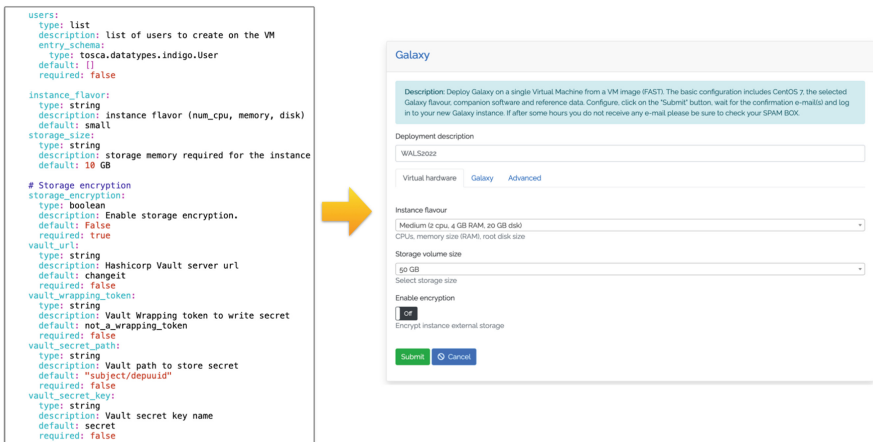 users:
type: list
description: list of users to create on the VM
entry_schema:
type: tosca.datatypes.indigo.User
default: []
required: false
instance_flavor:
type: string
description: instance flavor (num_cpu, memory, disk)
default: small
storage_size:
type: string
description: storage memory required for the instance
default: 10 GB
# Storage encryption
storage_encryption:
type: boolean
description: Enable storage encryption.
default: False
required: true
vault_url:
type: string
description: Hashicorp Vault server url
default: changeit
required: false
vault_wrapping_token:
type: string
description: Vault Wrapping token to write secret
default: not_a_wrapping_token
required: false
vault_secret_path:
type: string
description: Vault path to store secret
default: "subject/depuuid"
required: false
vault_secret_key:
type: string
description: Vault secret key name
default: secret
required: false
Galaxy
Description: Deploy Galaxy on a single Virtual Machine from a VM image (FAST). The basic configuration includes CentOS 7, the selected
Galaxy flavour, companion software and reference data. Configure, click on the "Submit" button, wait for the confirmation e-mail(s) and log
in to your new Galaxy instance. If after some hours you do not receive any e-mail please be sure to check your SPAM BOX.
Deployment description
WALS2022
Virtual hardware Galaxy Advanced
Instance flavour
Medium (2 cpu, 4 GB RAM, 20 GB dsk)
CPUs, memory size (RAM), root disk size
Storage volume size
50 GB
Select storage size
Enable encryption
Off
Encrypt instance external storage
Submit Cancel